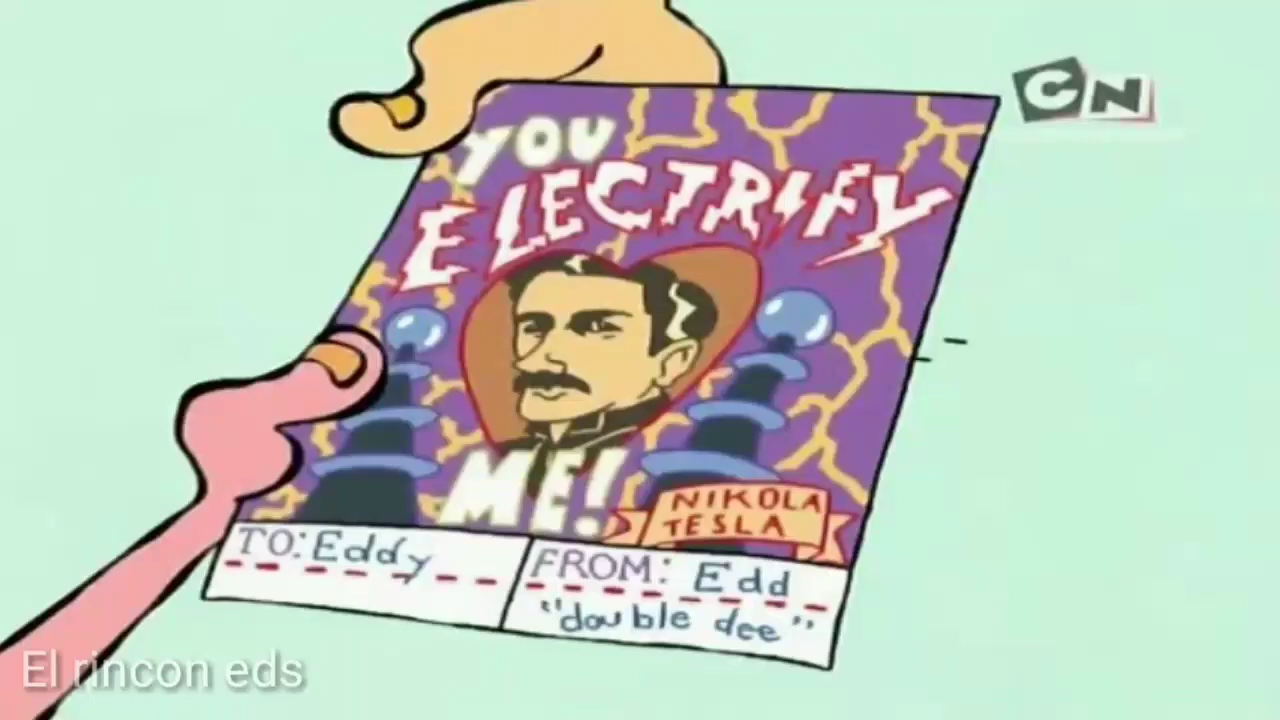 CN
YOU
ELECTRIFY
ME!
NIKOLA
TESLA
TO: Eddy
FROM: Edd
"double dee"
El rincon eds